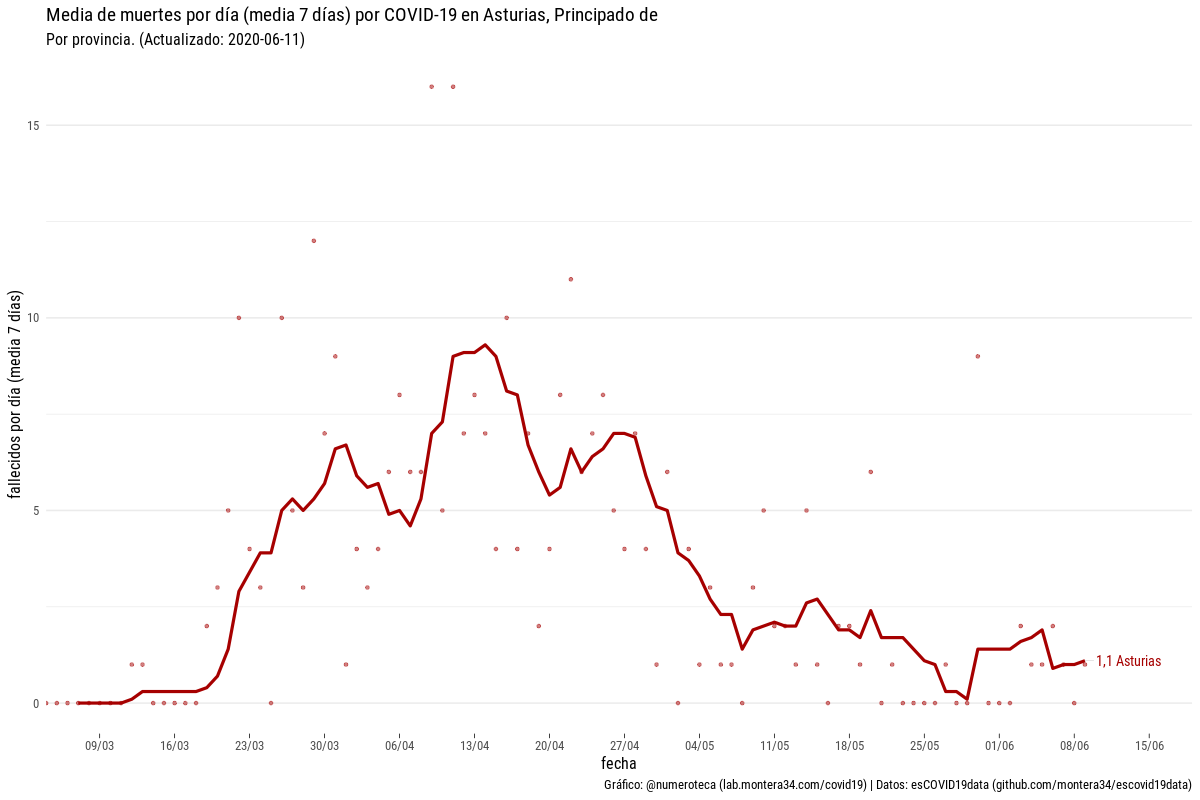 Media de muertes por día (media 7 días) por COVID-19 en Asturias, Principado de
Por provincia. (Actualizado: 2020-06-11)
fallecidos por día (media 7 días)
15
10
5
0
1,1 Asturias
09/03 16/03 23/03 30/03 06/04 13/04 20/04 27/04 04/05 11/05 18/05 25/05 01/06 08/06 15/06
fecha
Gráfico: @numeroteca (lab.montera34.com/covid19) | Datos: esCOVID19data (github.com/montera34/escovid19data)